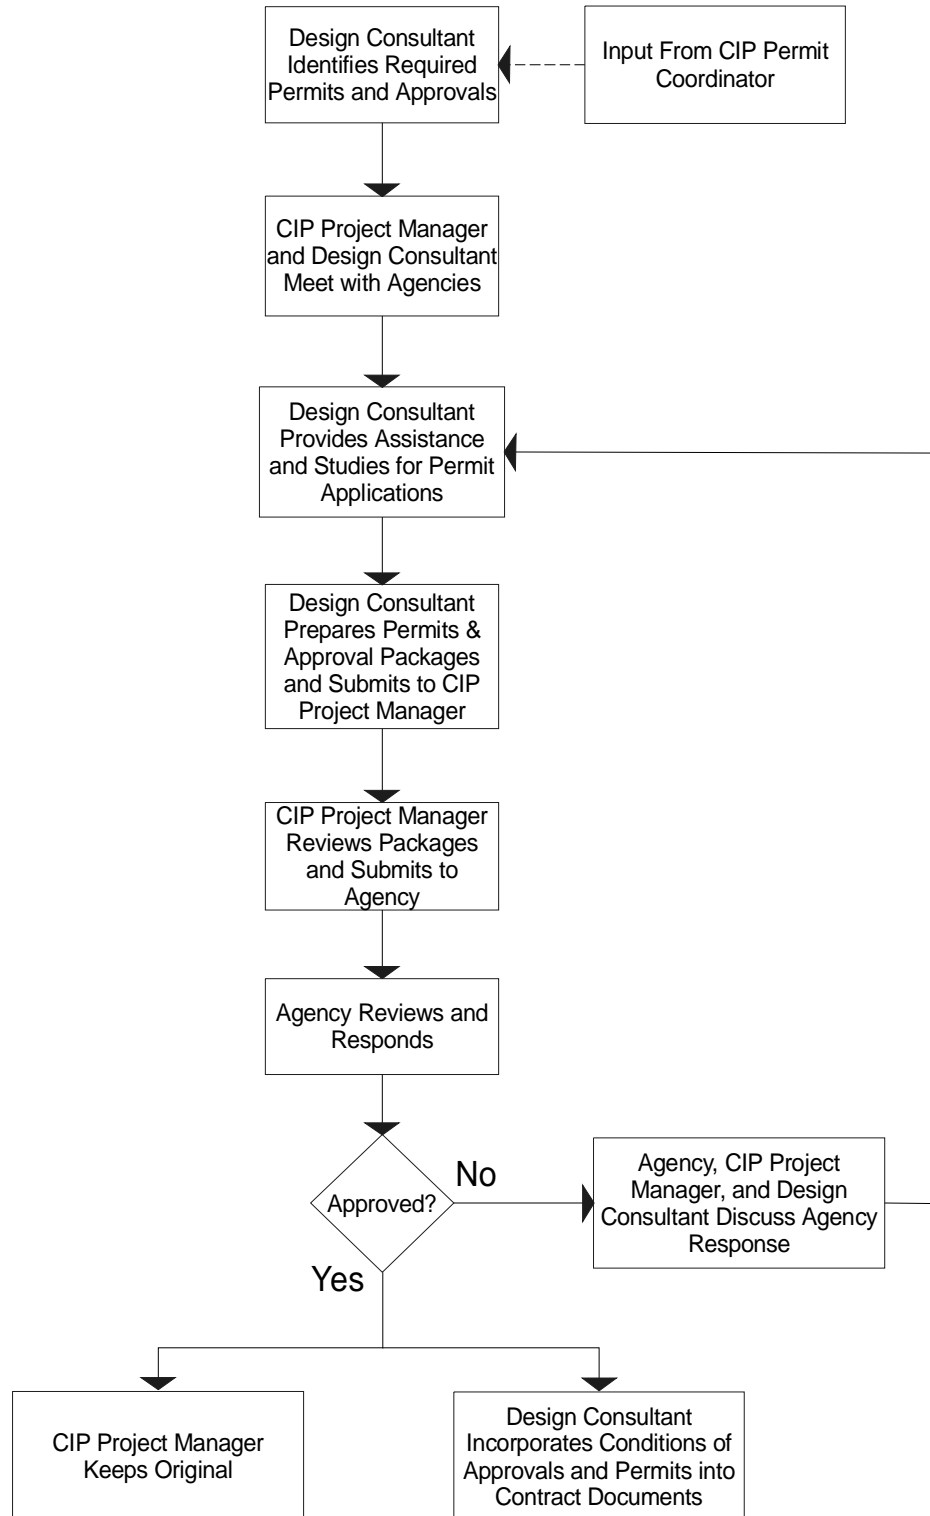 Design Consultant
Identifies Required
Permits and Approvals
Input From CIP Permit
Coordinator
CIP Project Manager
and Design Consultant
Meet with Agencies
Design Consultant
Provides Assistance
and Studies for Permit
Applications
Design Consultant
Prepares Permits &
Approval Packages
and Submits to CIP
Project Manager
CIP Project Manager
Reviews Packages
and Submits to
Agency
Agency Reviews and
Responds
Approved?
No
Agency, CIP Project
Manager, and Design
Consultant Discuss Agency
Response
Yes
CIP Project Manager
Keeps Original
Design Consultant
Incorporates Conditions of
Approvals and Permits into
Contract Documents